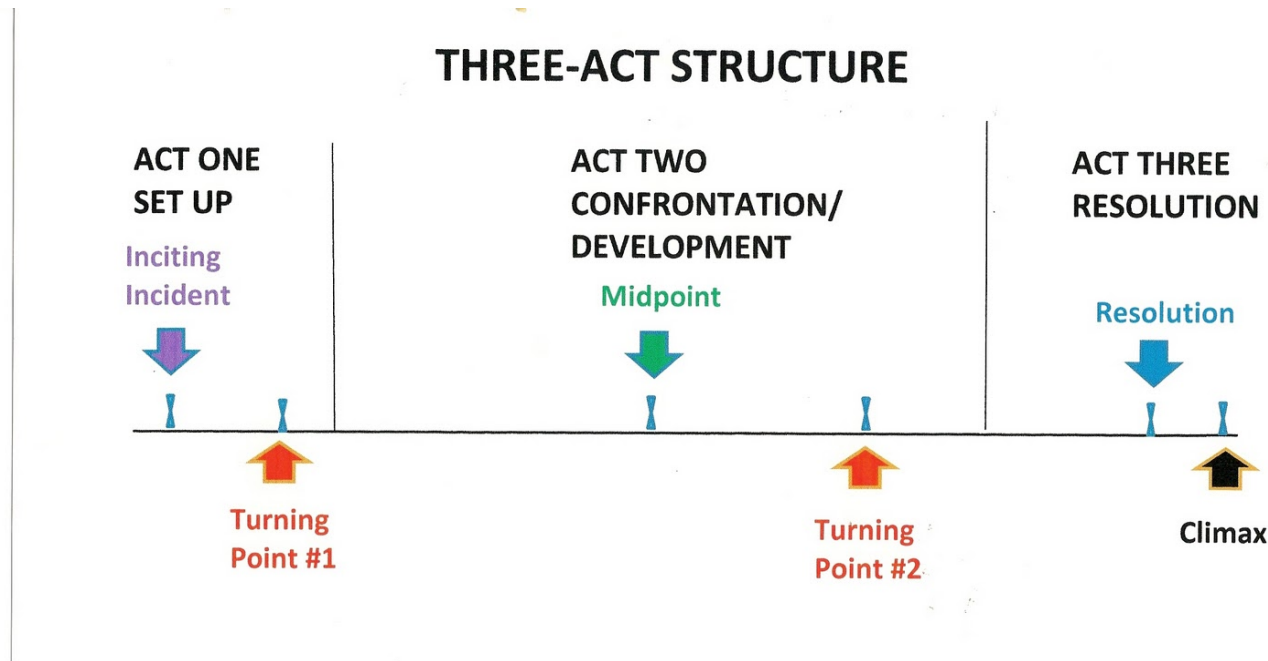 THREE-ACT STRUCTURE
ACT ONE
SET UP
Inciting
Incident
Turning
Point #1
ACT TWO
CONFRONTATION/
DEVELOPMENT
Midpoint
Turning
Point #2
ACT THREE
RESOLUTION
Resolution
Climax